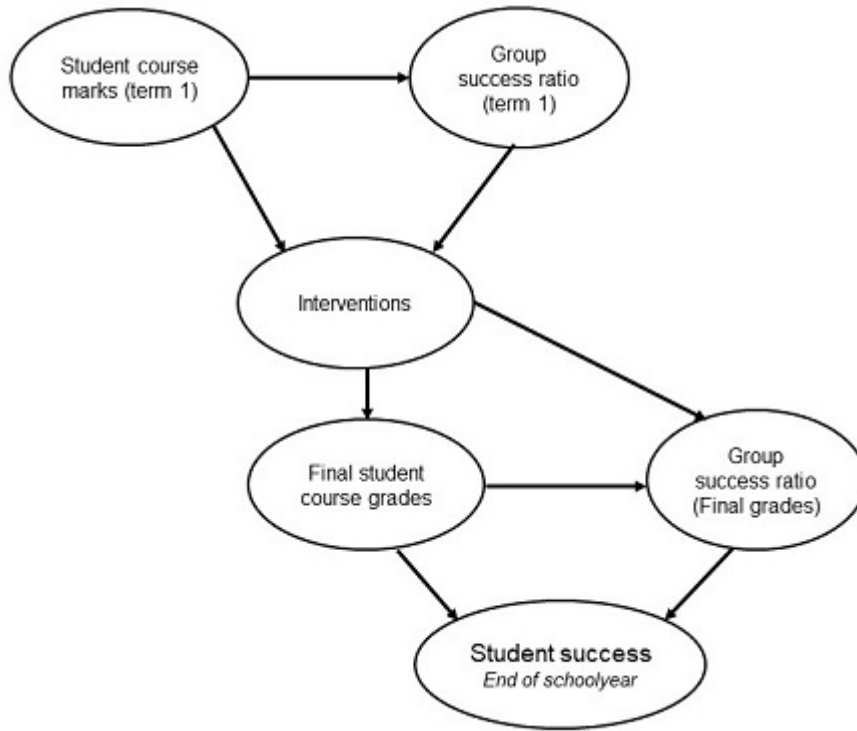 Student course
marks (term 1)
Group
success ratio
(term 1)
Interventions
Final student
course grades
Group
success ratio
(Final grades)
Student success
End of schoolyear